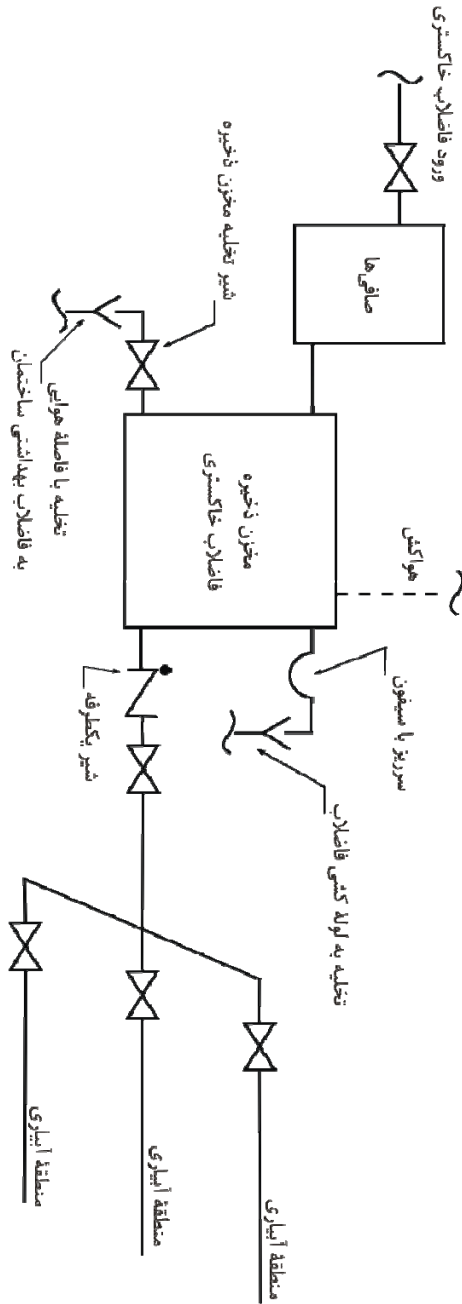 ورود فاضلاب خاکستری
صافی‌ها
شیر تخلیه مخزن ذخیره
تخلیه با فاصلهٔ هوایی
به فاضلاب بهداشتی ساختمان
مخزن ذخیره
فاضلاب خاکستری
هواکش
سرریز با سیفون
تخلیه به لولهٔ کشی فاضلاب
شیر یکطرفه
منطقهٔ آبیاری
منطقهٔ آبیاری
منطقهٔ آبیاری